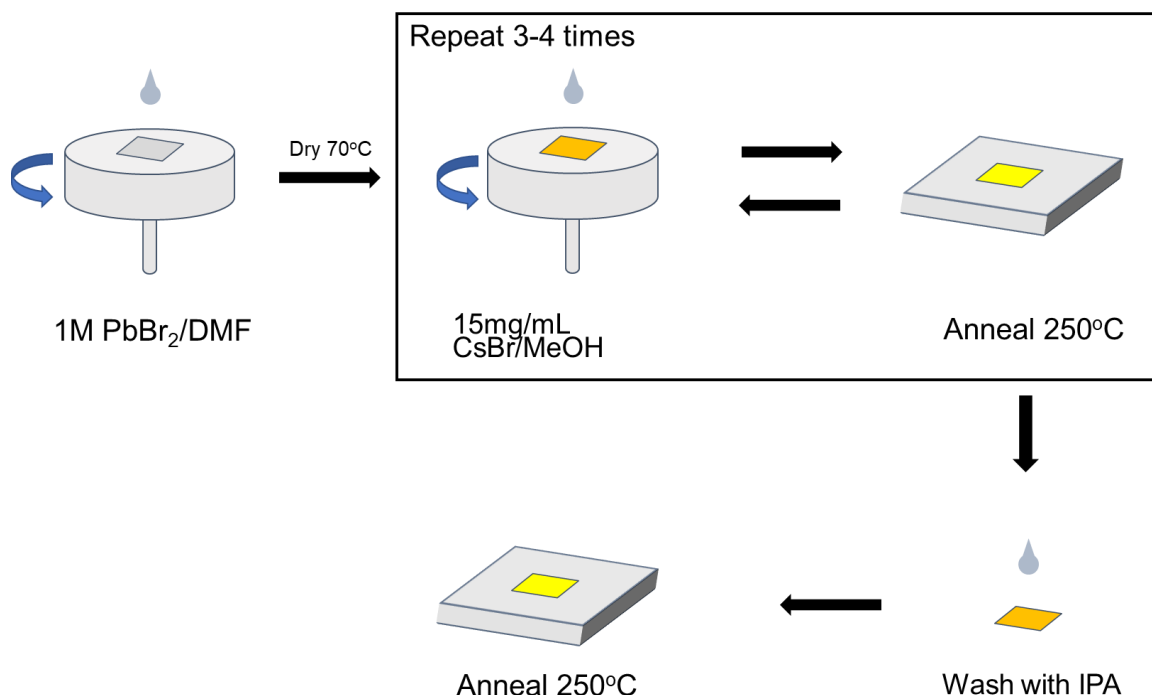 Repeat 3-4 times
Dry 70°C
1M PbBr₂/DMF
15mg/mL
CsBr/MeOH
Anneal 250°C
Anneal 250°C
Wash with IPA